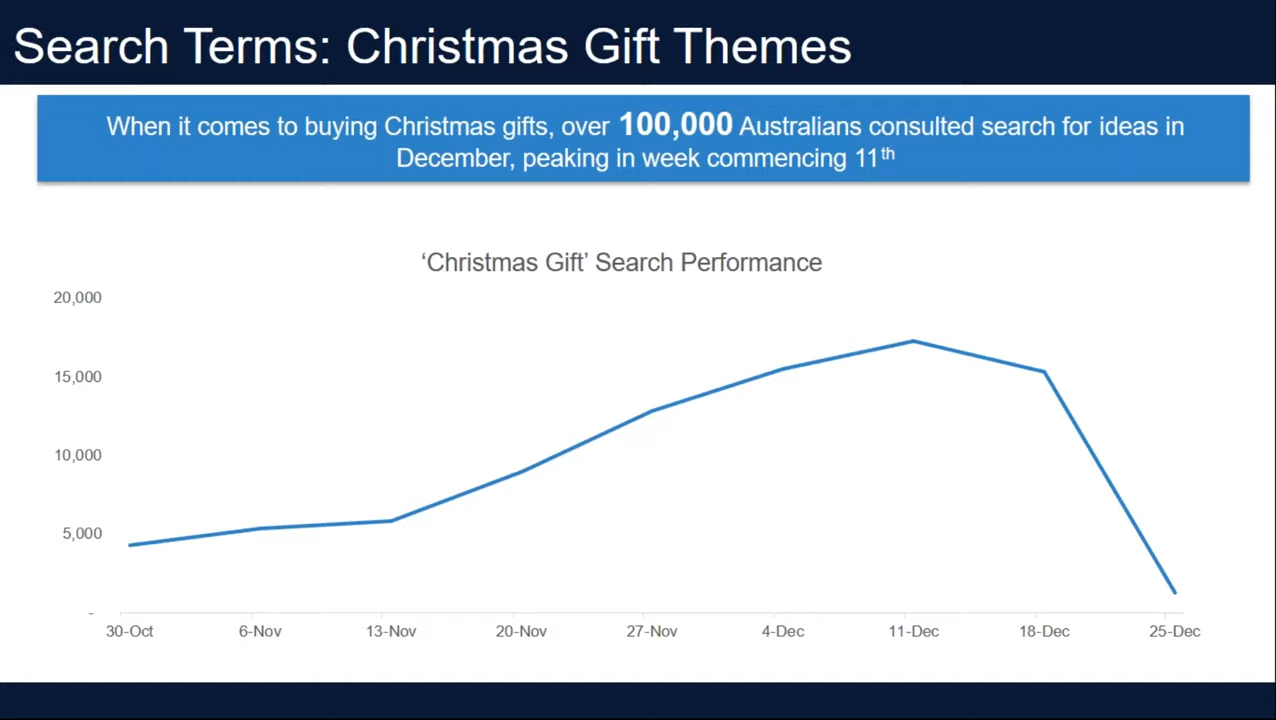 Search Terms: Christmas Gift Themes
When it comes to buying Christmas gifts, over 100,000 Australians consulted search for ideas in
December, peaking in week commencing 11th
‘Christmas Gift’ Search Performance
20,000
15,000
10,000
5,000
-
30-Oct 6-Nov 13-Nov 20-Nov 27-Nov 4-Dec 11-Dec 18-Dec 25-Dec